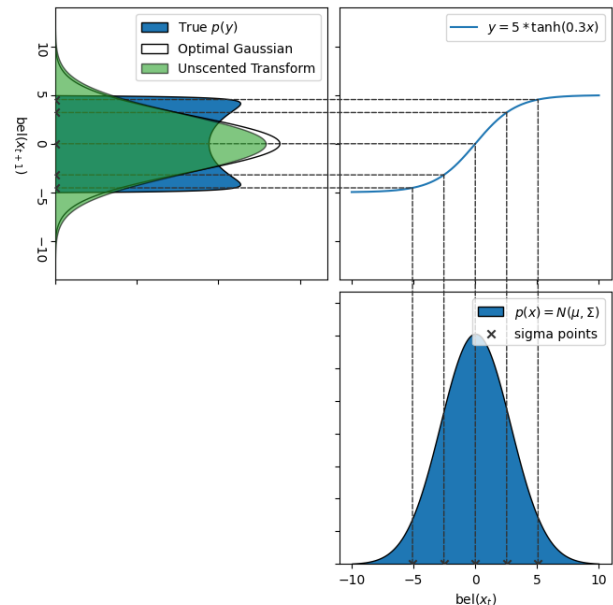 True p(y)
Optimal Gaussian
Unscented Transform
10
5
0
−5
−10
bel(x_{t+1})
y = 5 * tanh(0.3x)
p(x) = N(μ, Σ)
sigma points
−10 −5 0 5 10
bel(x_t)